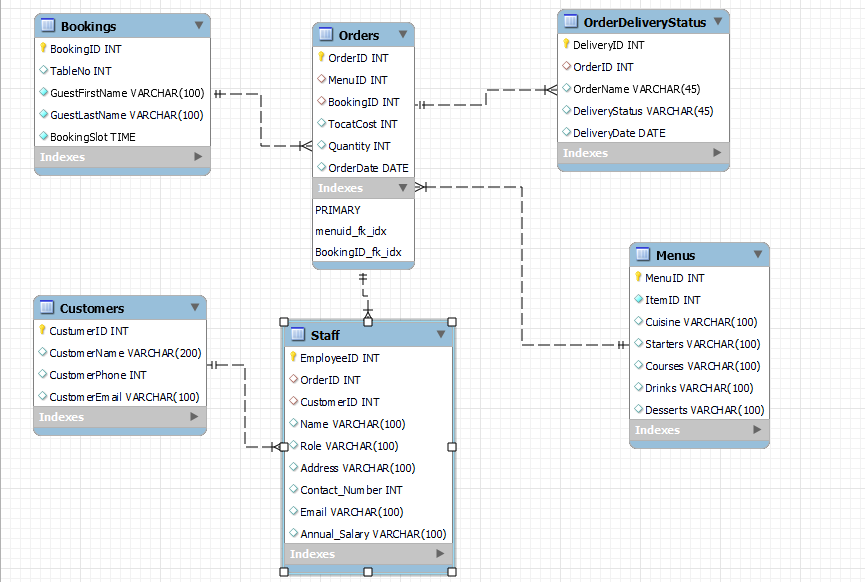 Bookings
BookingID INT
TableNo INT
GuestFirstName VARCHAR(100)
GuestLastName VARCHAR(100)
BookingSlot TIME
Indexes
Orders
OrderID INT
MenuID INT
BookingID INT
TocatCost INT
Quantity INT
OrderDate DATE
Indexes
PRIMARY
menuid_fk_idx
BookingID_fk_idx
OrderDeliveryStatus
DeliveryID INT
OrderID INT
OrderName VARCHAR(45)
DeliveryStatus VARCHAR(45)
DeliveryDate DATE
Indexes
Customers
CustumerID INT
CustomerName VARCHAR(200)
CustomerPhone INT
CustomerEmail VARCHAR(100)
Indexes
Staff
EmployeeID INT
OrderID INT
CustomerID INT
Name VARCHAR(100)
Role VARCHAR(100)
Address VARCHAR(100)
Contact_Number INT
Email VARCHAR(100)
Annual_Salary VARCHAR(100)
Indexes
Menus
MenuID INT
ItemID INT
Cuisine VARCHAR(100)
Starters VARCHAR(100)
Courses VARCHAR(100)
Drinks VARCHAR(100)
Desserts VARCHAR(100)
Indexes